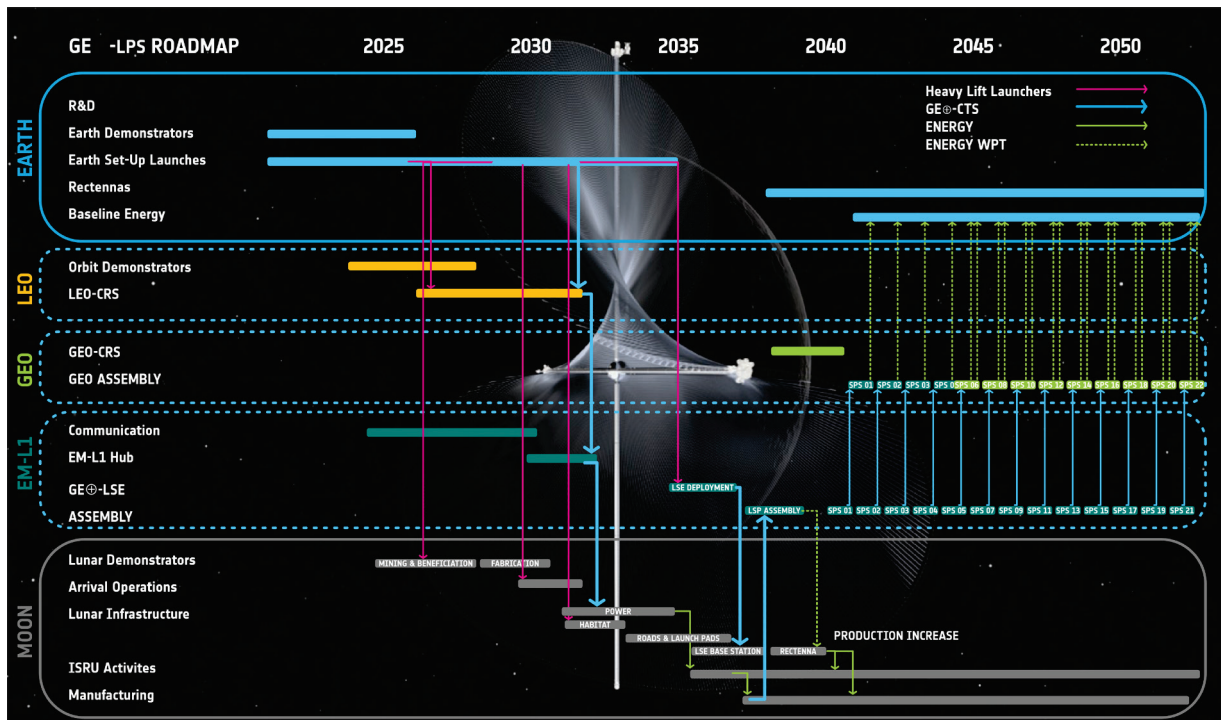 GE -LPS ROADMAP 2025 2030 2035 2040 2045 2050
Heavy Lift Launchers
GE⊕-CTS
ENERGY
ENERGY WPT
EARTH
R&D
Earth Demonstrators
Earth Set-Up Launches
Rectennas
Baseline Energy
LEO
Orbit Demonstrators
LEO-CRS
GEO
GEO-CRS
GEO ASSEMBLY
SPS 01 SPS 02 SPS 03 SPS 0 SPS 06 SPS 08 SPS 10 SPS 12 SPS 14 SPS 16 SPS 18 SPS 20 SPS 22
EM-L1
Communication
EM-L1 Hub
GE⊕-LSE
LSE DEPLOYMENT
ASSEMBLY
LSP ASSEMBLY
SPS 01 SPS 02 SPS 03 SPS 04 SPS 05 SPS 07 SPS 09 SPS 11 SPS 13 SPS 15 SPS 17 SPS 19 SPS 21
MOON
Lunar Demonstrators
MINING & BENEFICIATION FABRICATION
Arrival Operations
Lunar Infrastructure
POWER
HABITAT
ROADS & LAUNCH PADS
PRODUCTION INCREASE
LSE BASE STATION RECTENNA
ISRU Activites
Manufacturing